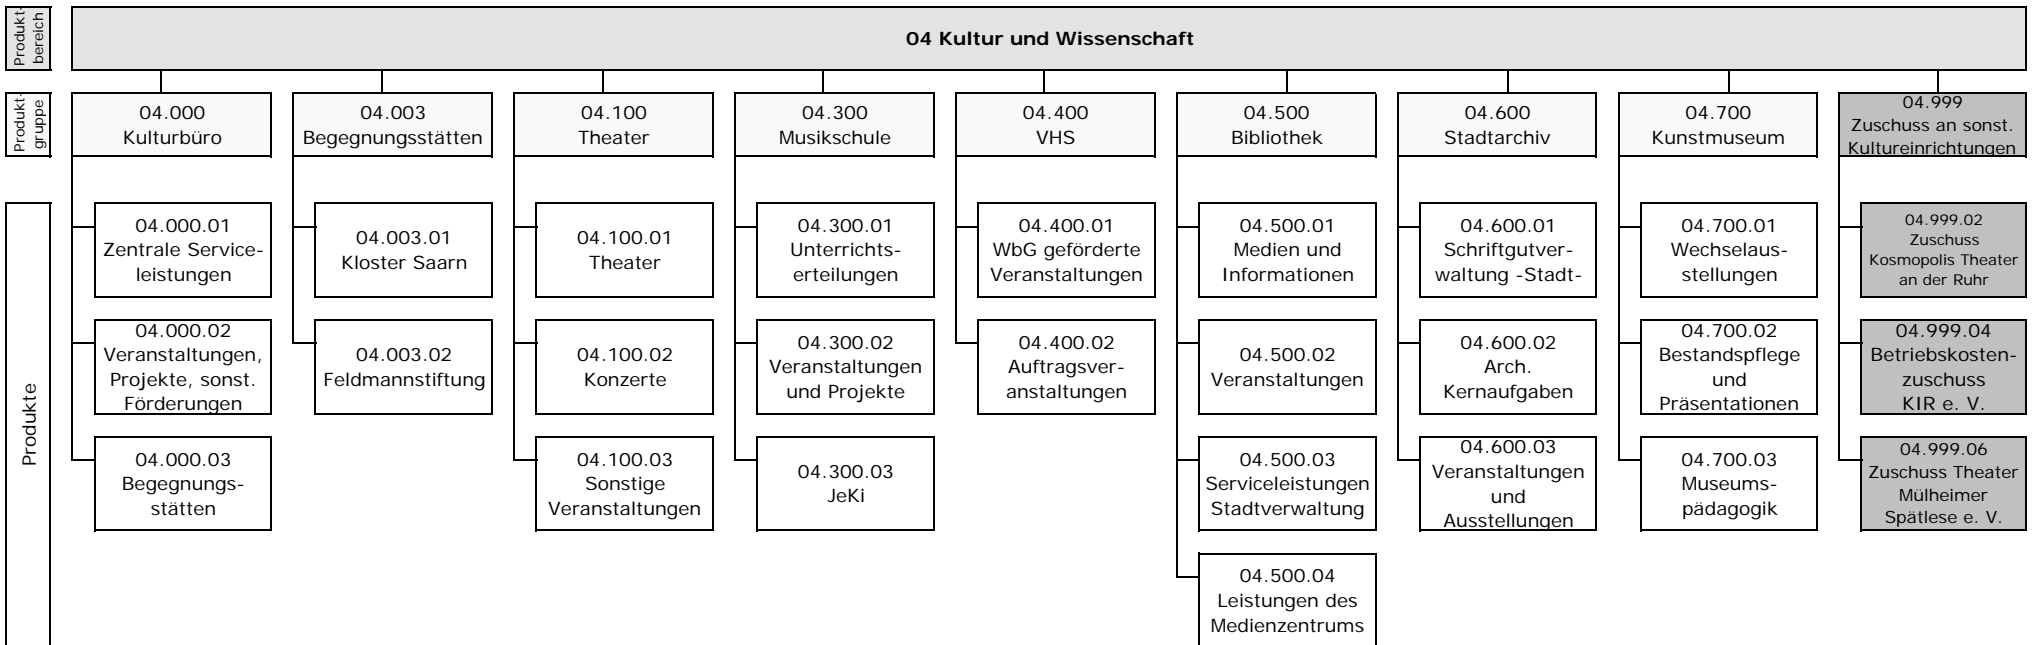 Produkt-
bereich
04 Kultur und Wissenschaft
Produkt-
gruppe
04.000
Kulturbüro
04.003
Begegnungsstätten
04.100
Theater
04.300
Musikschule
04.400
VHS
04.500
Bibliothek
04.600
Stadtarchiv
04.700
Kunstmuseum
04.999
Zuschuss an sonst.
Kultureinrichtungen
Produkte
04.000.01
Zentrale Service-
leistungen
04.003.01
Kloster Saarn
04.100.01
Theater
04.300.01
Unterrichts-
erteilungen
04.400.01
WbG geförderte
Veranstaltungen
04.500.01
Medien und
Informationen
04.600.01
Schriftgutver-
waltung -Stadt-
04.700.01
Wechselaus-
stellungen
04.999.02
Zuschuss
Kosmopolis Theater
an der Ruhr
04.000.02
Veranstaltungen,
Projekte, sonst.
Förderungen
04.003.02
Feldmannstiftung
04.100.02
Konzerte
04.300.02
Veranstaltungen
und Projekte
04.400.02
Auftragsver-
anstaltungen
04.500.02
Veranstaltungen
04.600.02
Arch.
Kernaufgaben
04.700.02
Bestandspflege
und
Präsentationen
04.999.04
Betriebskosten-
zuschuss
KIR e. V.
04.000.03
Begegnungs-
stätten
04.100.03
Sonstige
Veranstaltungen
04.300.03
JeKi
04.500.03
Serviceleistungen
Stadtverwaltung
04.600.03
Veranstaltungen
und
Ausstellungen
04.700.03
Museums-
pädagogik
04.999.06
Zuschuss Theater
Mülheimer
Spätlese e. V.
04.500.04
Leistungen des
Medienzentrums